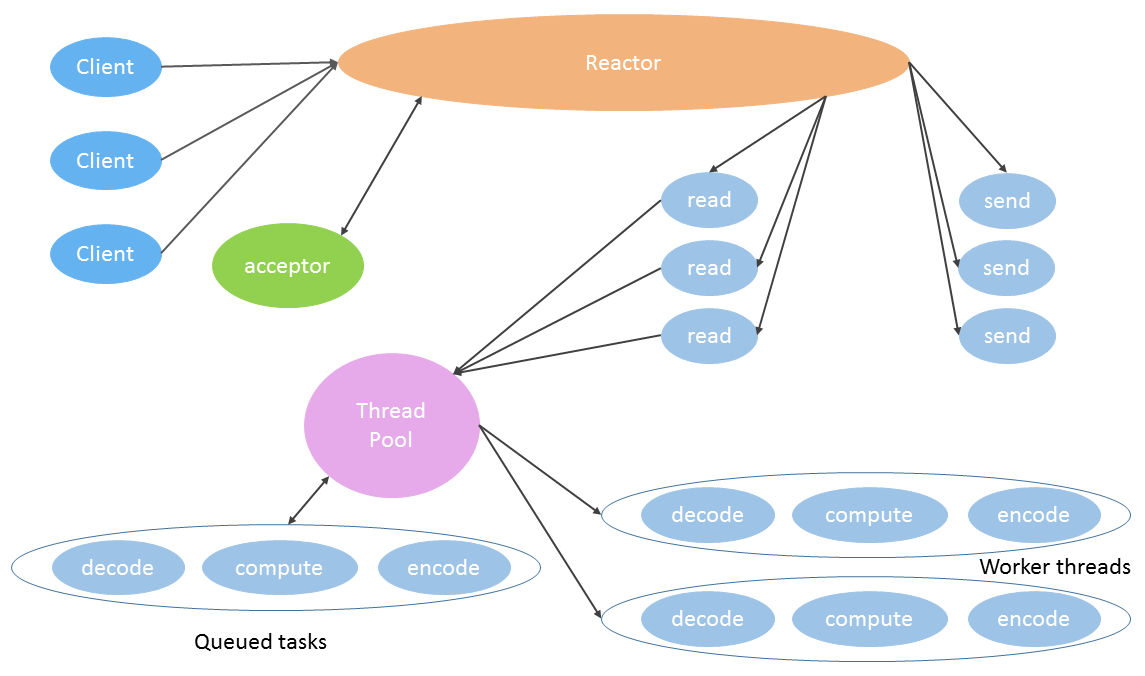 Reactor
Client
Client
Client
acceptor
read
send
read
send
read
send
Thread
Pool
decode compute encode
Worker threads
decode compute encode
Queued tasks
decode compute encode